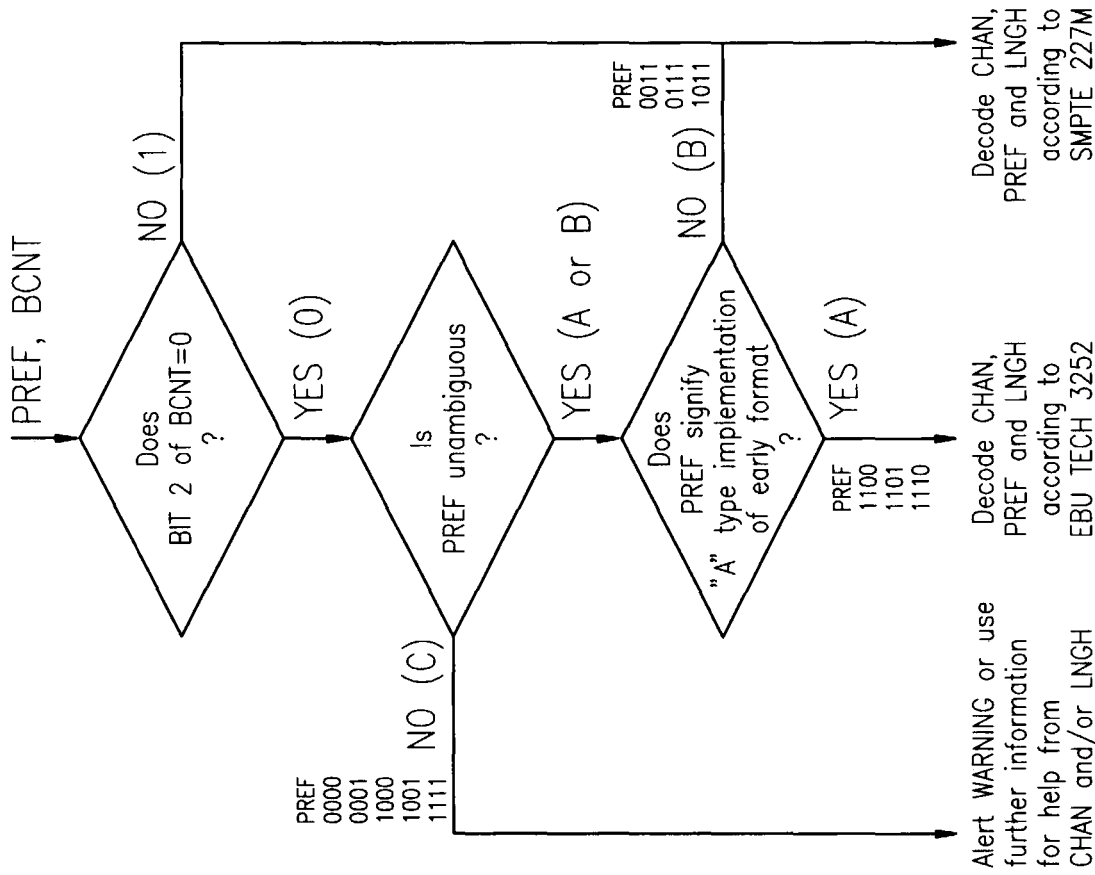 PREF, BCNT
Does
BIT 2 of BCNT=0
?
NO (1)
YES (0)
Is
PREF unambiguous
?
PREF
0000
0001
1000
1001
1111
NO (C)
YES (A or B)
Does
PREF signify
"A" type implementation
of early format
?
NO (B)
PREF
0011
0111
1011
YES (A)
PREF
1100
1101
1110
Alert WARNING or use
further information
for help from
CHAN and/or LNGH
Decode CHAN,
PREF and LNGH
according to
EBU TECH 3252
Decode CHAN,
PREF and LNGH
according to
SMPTE 227M